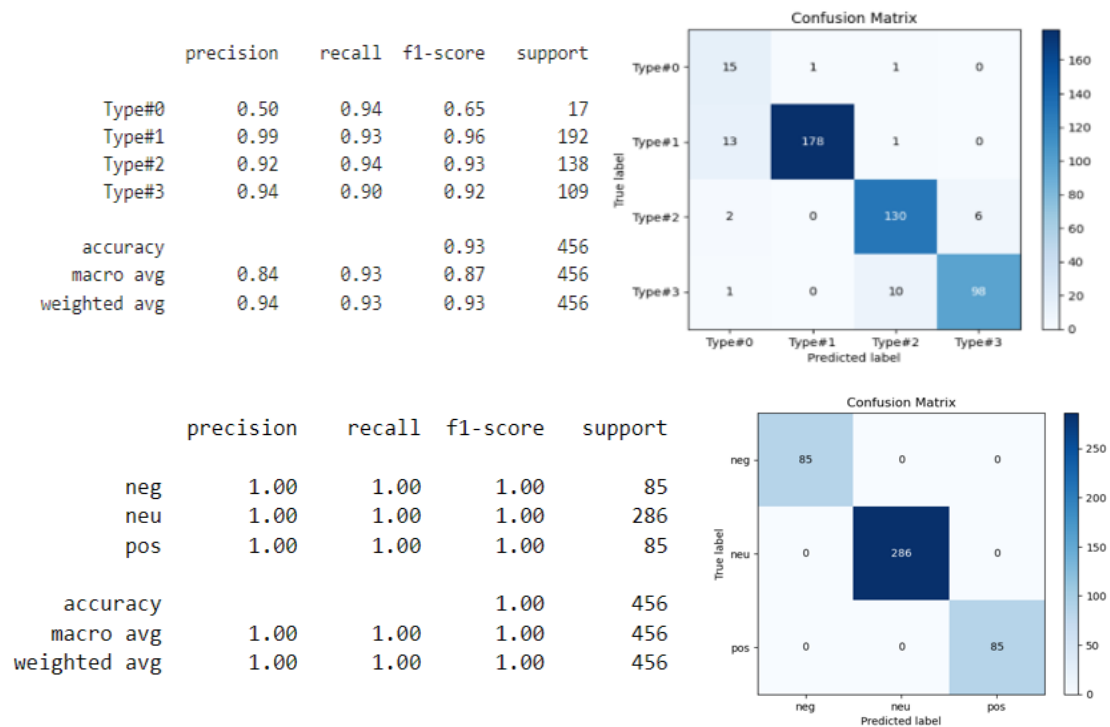 precision recall f1-score support
Type#0 0.50 0.94 0.65 17
Type#1 0.99 0.93 0.96 192
Type#2 0.92 0.94 0.93 138
Type#3 0.94 0.90 0.92 109
accuracy 0.93 456
macro avg 0.84 0.93 0.87 456
weighted avg 0.94 0.93 0.93 456
Confusion Matrix
Type#0 15 1 1 0
Type#1 13 178 1 0
Type#2 2 0 130 6
Type#3 1 0 10 98
True label
Type#0 Type#1 Type#2 Type#3
Predicted label
160
140
120
100
80
60
40
20
0
precision recall f1-score support
neg 1.00 1.00 1.00 85
neu 1.00 1.00 1.00 286
pos 1.00 1.00 1.00 85
accuracy 1.00 456
macro avg 1.00 1.00 1.00 456
weighted avg 1.00 1.00 1.00 456
Confusion Matrix
neg 85 0 0
neu 0 286 0
pos 0 0 85
True label
neg neu pos
Predicted label
250
200
150
100
50
0